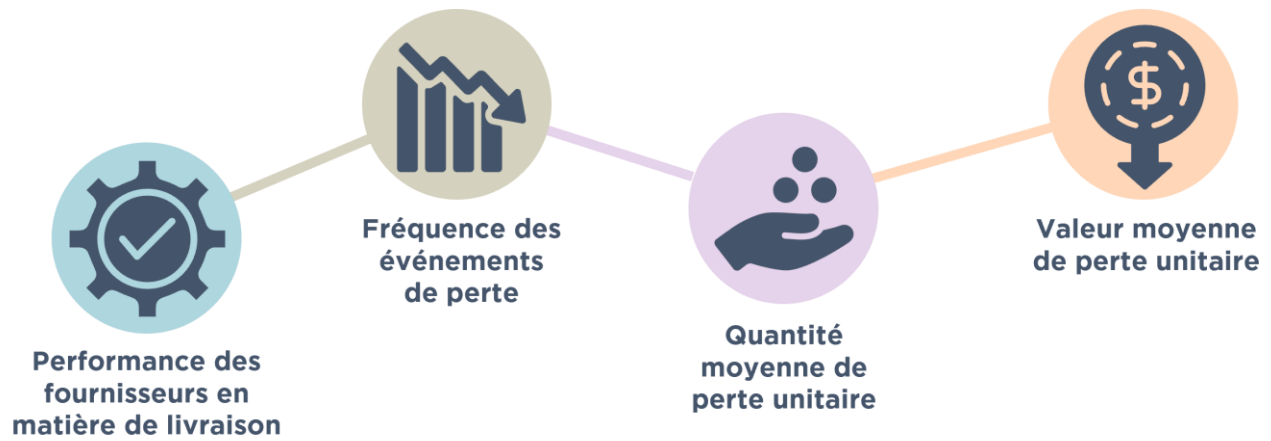 Performance des
fournisseurs en
matière de livraison
Fréquence des
événements
de perte
Quantité
moyenne de
perte unitaire
Valeur moyenne
de perte unitaire
$